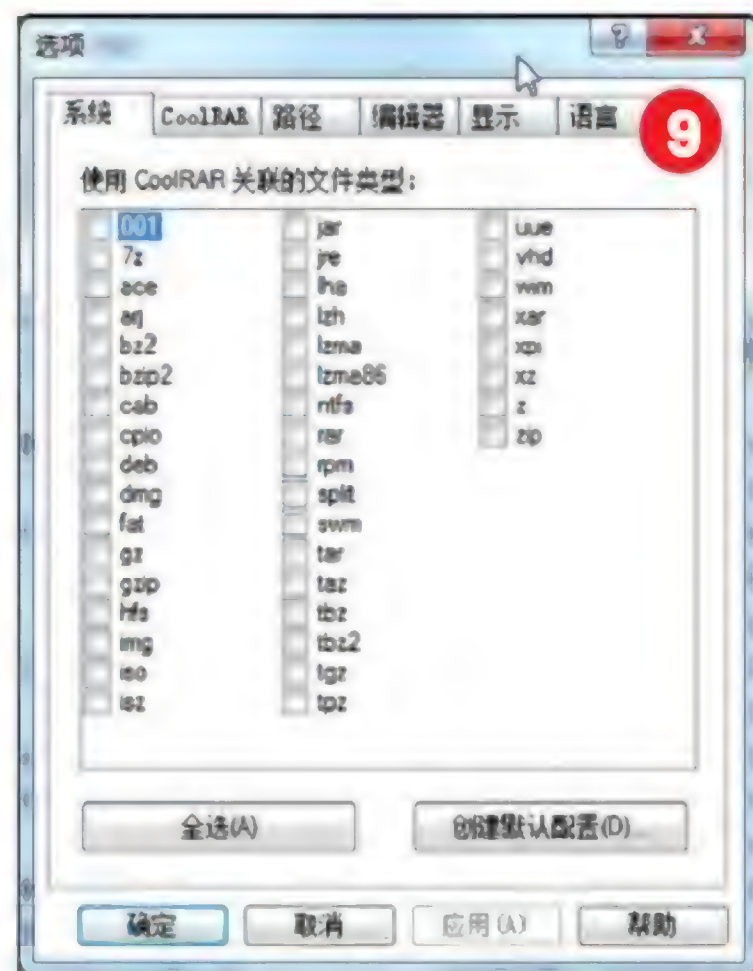 选项
系统 CoolRAR 路径 编辑器 显示 语言
9
使用 CoolRAR 关联的文件类型：
001
7z
ace
arj
bz2
bzip2
cab
cpio
deb
dmg
fat
gz
gzip
hfs
img
iso
isz
jar
jre
lha
lzh
lzma
lzma86
ntfs
rar
rpm
split
swm
tar
taz
tbz
tbz2
tgz
tpz
uue
vhd
wim
xar
xpi
xz
z
zip
全选(A) 创建默认配置(D)
确定 取消 应用(A) 帮助